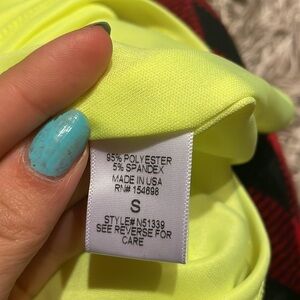 95% POLYESTER
5% SPANDEX
MADE IN USA
RN# 154698
S
STYLE# N51339
SEE REVERSE FOR
CARE